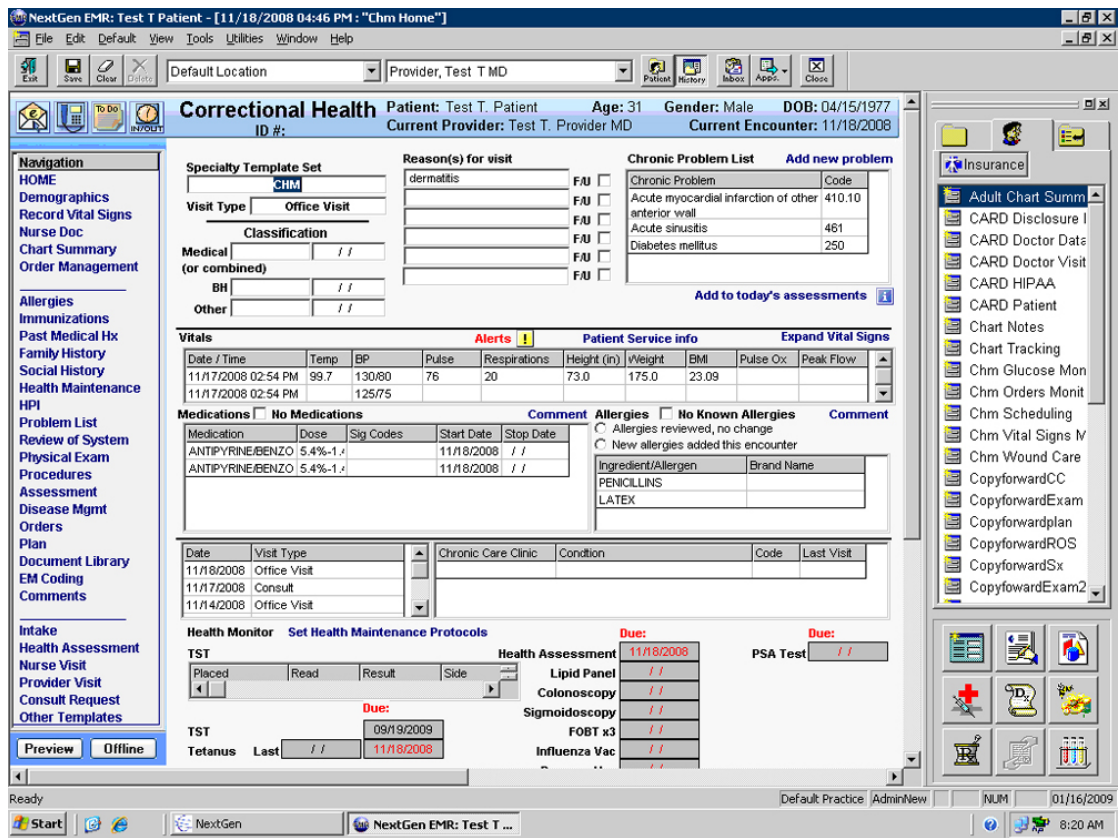 NextGen EMR: Test T Patient - [11/18/2008 04:46 PM : "Chm Home"]
File Edit Default View Tools Utilities Window Help
Exit Save Clear Delete Default Location Provider, Test T MD Patient History Inbox Apps. Close
To Do IN/OUT
Correctional Health Patient: Test T. Patient Age: 31 Gender: Male DOB: 04/15/1977
ID #: Current Provider: Test T. Provider MD Current Encounter: 11/18/2008
Navigation
HOME
Demographics
Record Vital Signs
Nurse Doc
Chart Summary
Order Management
Allergies
Immunizations
Past Medical Hx
Family History
Social History
Health Maintenance
HPI
Problem List
Review of System
Physical Exam
Procedures
Assessment
Disease Mgmt
Orders
Plan
Document Library
EM Coding
Comments
Intake
Health Assessment
Nurse Visit
Provider Visit
Consult Request
Other Templates
Preview Offline
Specialty Template Set
CHM
Visit Type Office Visit
Classification
Medical / /
(or combined)
BH / /
Other / /
Reason(s) for visit
dermatitis F/U
F/U
F/U
F/U
F/U
F/U
Chronic Problem List Add new problem
Chronic Problem Code
Acute myocardial infarction of other 410.10
anterior wall
Acute sinusitis 461
Diabetes mellitus 250
Add to today's assessments i
Vitals Alerts ! Patient Service info Expand Vital Signs
Date / Time Temp BP Pulse Respirations Height (in) Weight BMI Pulse Ox Peak Flow
11/17/2008 02:54 PM 99.7 130/80 76 20 73.0 175.0 23.09
11/17/2008 02:54 PM 125/75
Medications No Medications Comment
Medication Dose Sig Codes Start Date Stop Date
ANTIPYRINE/BENZO 5.4%-1.4 11/18/2008 / /
ANTIPYRINE/BENZO 5.4%-1.4 11/18/2008 / /
Allergies No Known Allergies Comment
Allergies reviewed, no change
New allergies added this encounter
Ingredient/Allergen Brand Name
PENICILLINS
LATEX
Date Visit Type
11/18/2008 Office Visit
11/17/2008 Consult
11/14/2008 Office Visit
Chronic Care Clinic Condtion Code Last Visit
Health Monitor Set Health Maintenance Protocols
TST
Placed Read Result Side
Due:
TST 09/19/2009
Tetanus Last / / 11/18/2008
Due:
Health Assessment 11/18/2008
Lipid Panel / /
Colonoscopy / /
Sigmoidoscopy / /
FOBT x3 / /
Influenza Vac / /
Due:
PSA Test / /
Insurance
Adult Chart Summ
CARD Disclosure I
CARD Doctor Data
CARD Doctor Visit
CARD HIPAA
CARD Patient
Chart Notes
Chart Tracking
Chm Glucose Mon
Chm Orders Monit
Chm Scheduling
Chm Vital Signs M
Chm Wound Care
CopyforwardCC
CopyforwardExam
Copyforwardplan
CopyforwardROS
CopyforwardSx
CopyfowardExam2
Ready Default Practice AdminNew NUM 01/16/2009
Start NextGen NextGen EMR: Test T ... 8:20 AM